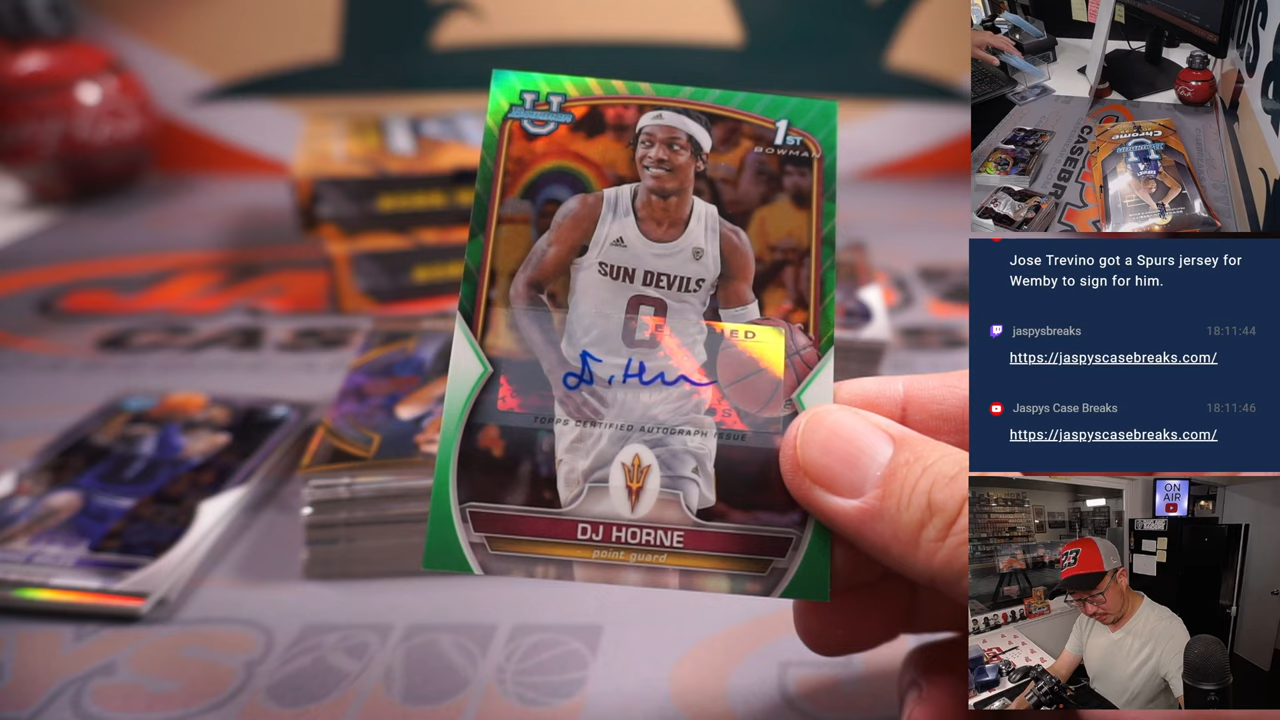 U
Bowman
1ST
BOWMAN
SUN DEVILS
0
TOPPS CERTIFIED AUTOGRAPH ISSUE
DJ HORNE
point guard
Chrome
CASEBR
Jose Trevino got a Spurs jersey for
Wemby to sign for him.
jaspysbreaks 18:11:44
https://jaspyscasebreaks.com/
Jaspys Case Breaks 18:11:46
https://jaspyscasebreaks.com/
ON
AIR
23